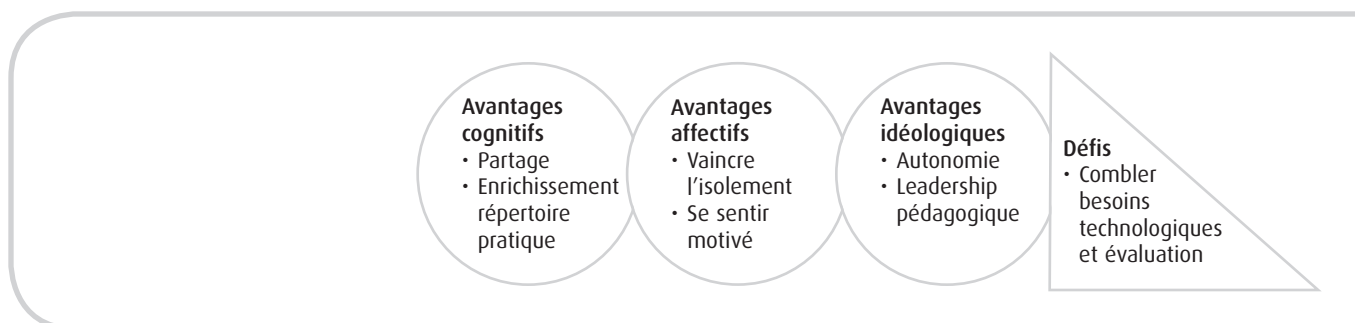 Avantages
cognitifs
• Partage
• Enrichissement
répertoire
pratique
Avantages
affectifs
• Vaincre
l'isolement
• Se sentir
motivé
Avantages
idéologiques
• Autonomie
• Leadership
pédagogique
Défis
• Combler
besoins
technologiques
et évaluation